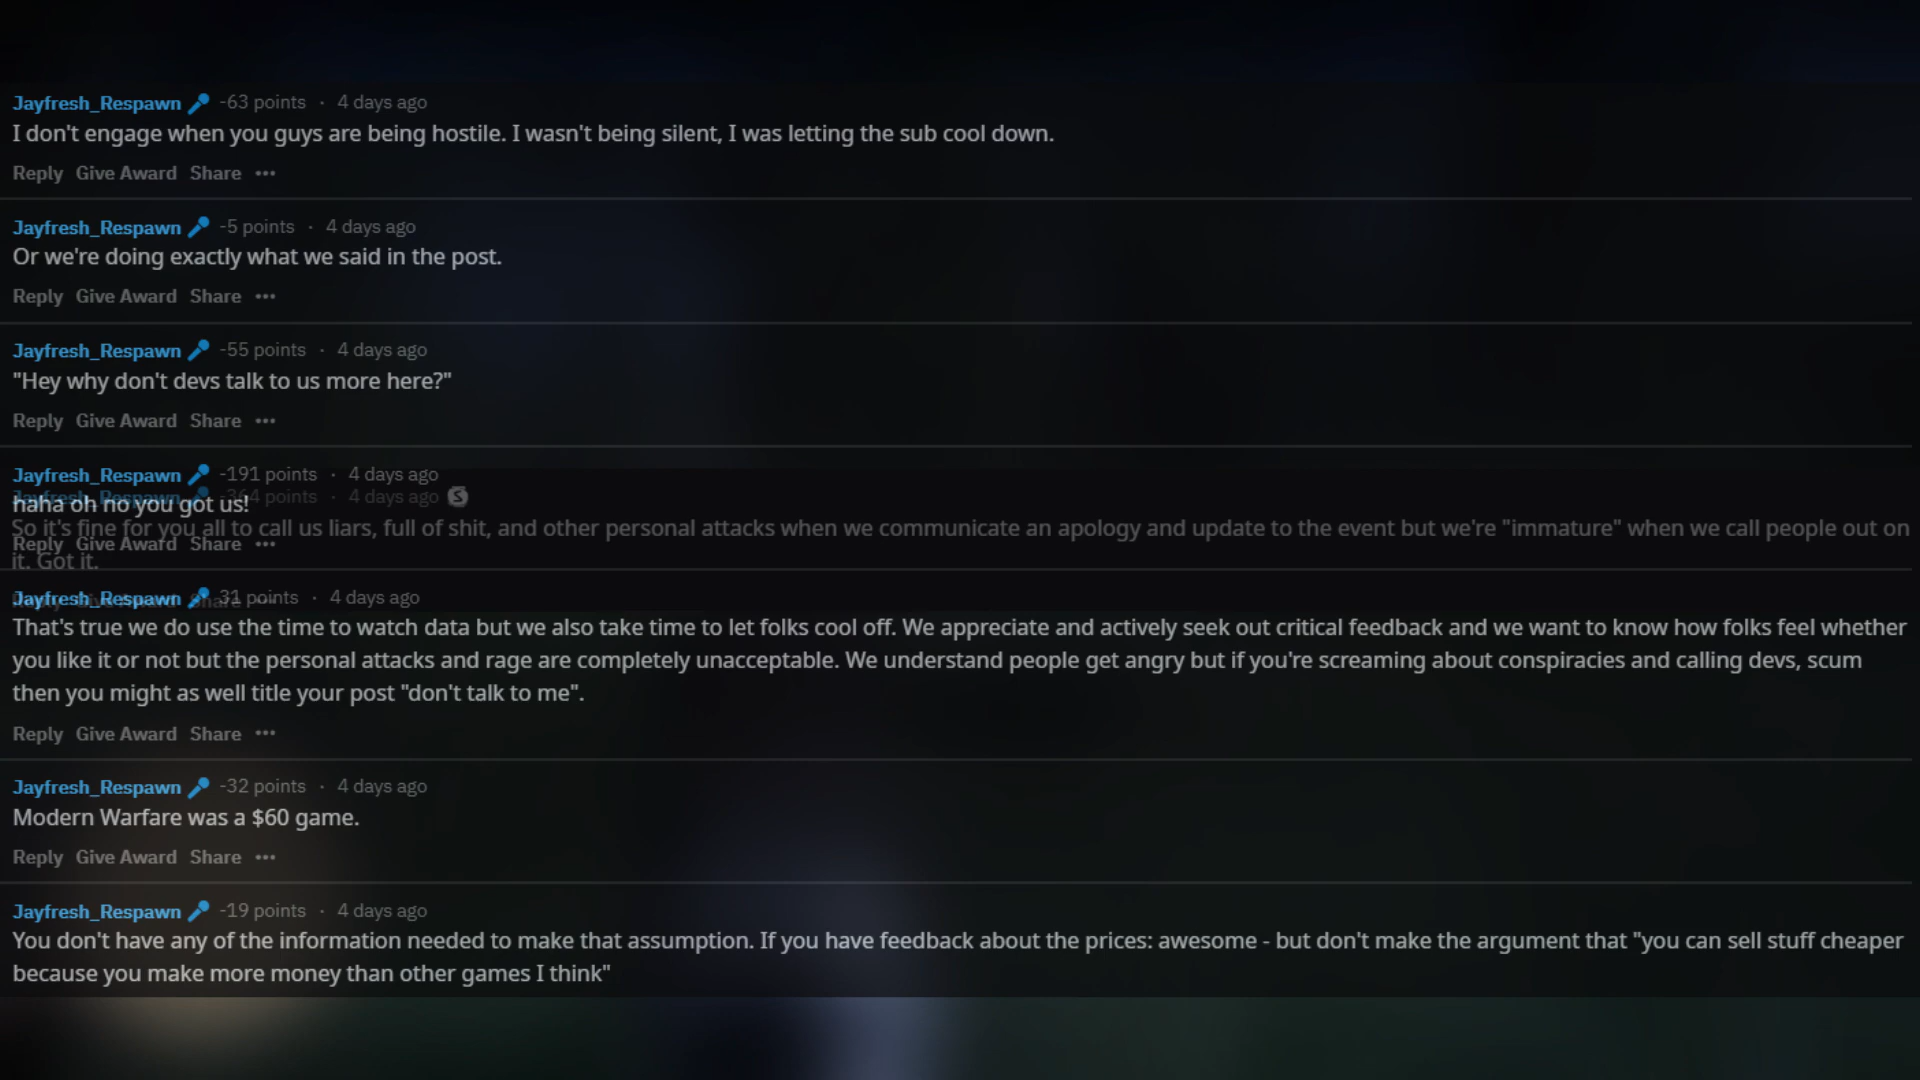 Jayfresh_Respawn -63 points · 4 days ago
I don't engage when you guys are being hostile. I wasn't being silent, I was letting the sub cool down.
Reply Give Award Share •••
Jayfresh_Respawn -5 points · 4 days ago
Or we're doing exactly what we said in the post.
Reply Give Award Share •••
Jayfresh_Respawn -55 points · 4 days ago
"Hey why don't devs talk to us more here?"
Reply Give Award Share •••
Jayfresh_Respawn -191 points · 4 days ago
Jayfresh_Respawn points · 4 days ago S
haha oh no you got us!
So it's fine for you all to call us liars, full of shit, and other personal attacks when we communicate an apology and update to the event but we're "immature" when we call people out on
Reply Give Award Share •••
it. Got it.
Jayfresh_Respawn 31 points · 4 days ago
That's true we do use the time to watch data but we also take time to let folks cool off. We appreciate and actively seek out critical feedback and we want to know how folks feel whether
you like it or not but the personal attacks and rage are completely unacceptable. We understand people get angry but if you're screaming about conspiracies and calling devs, scum
then you might as well title your post "don't talk to me".
Reply Give Award Share •••
Jayfresh_Respawn -32 points · 4 days ago
Modern Warfare was a $60 game.
Reply Give Award Share •••
Jayfresh_Respawn -19 points · 4 days ago
You don't have any of the information needed to make that assumption. If you have feedback about the prices: awesome - but don't make the argument that "you can sell stuff cheaper
because you make more money than other games I think"